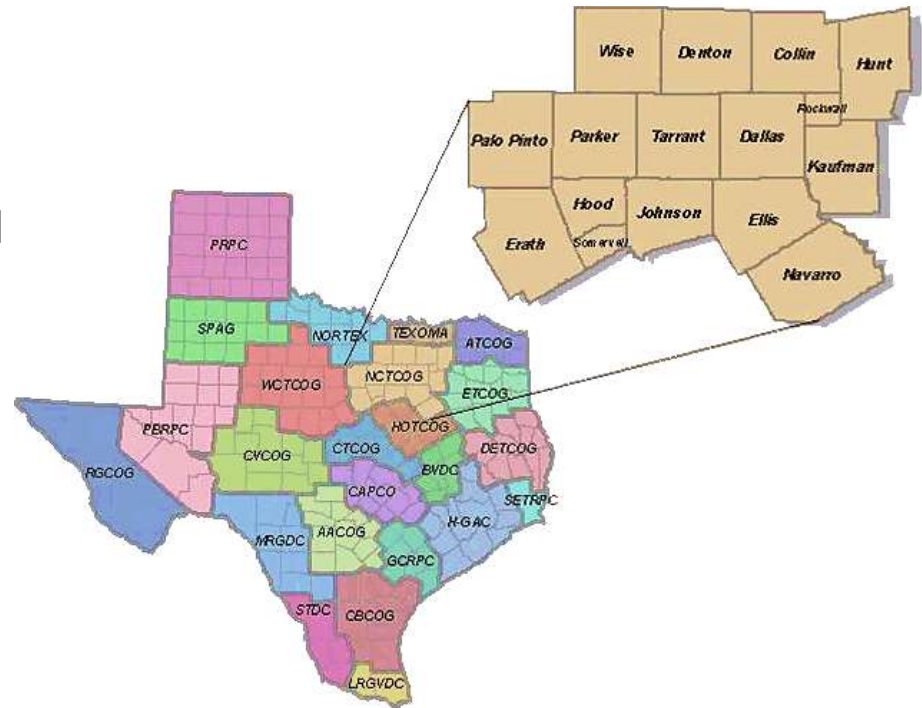 Wise Denton Collin Hunt
Rockwall
Palo Pinto Parker Tarrant Dallas
Kaufman
Hood Johnson Ellis
Erath Somervell
Navarro
PRPC
SPAG NORTEX TEXOMA ATCOG
WCTCOG NCTCOG ETCOG
PBRPC HOTCOG
RGCOG CVCOG CTCOG BVDC DETCOG
CAPCO SETRPC
MRGDC AACOG H-GAC
GCRPC
STDC CBCOG
LRGVDC